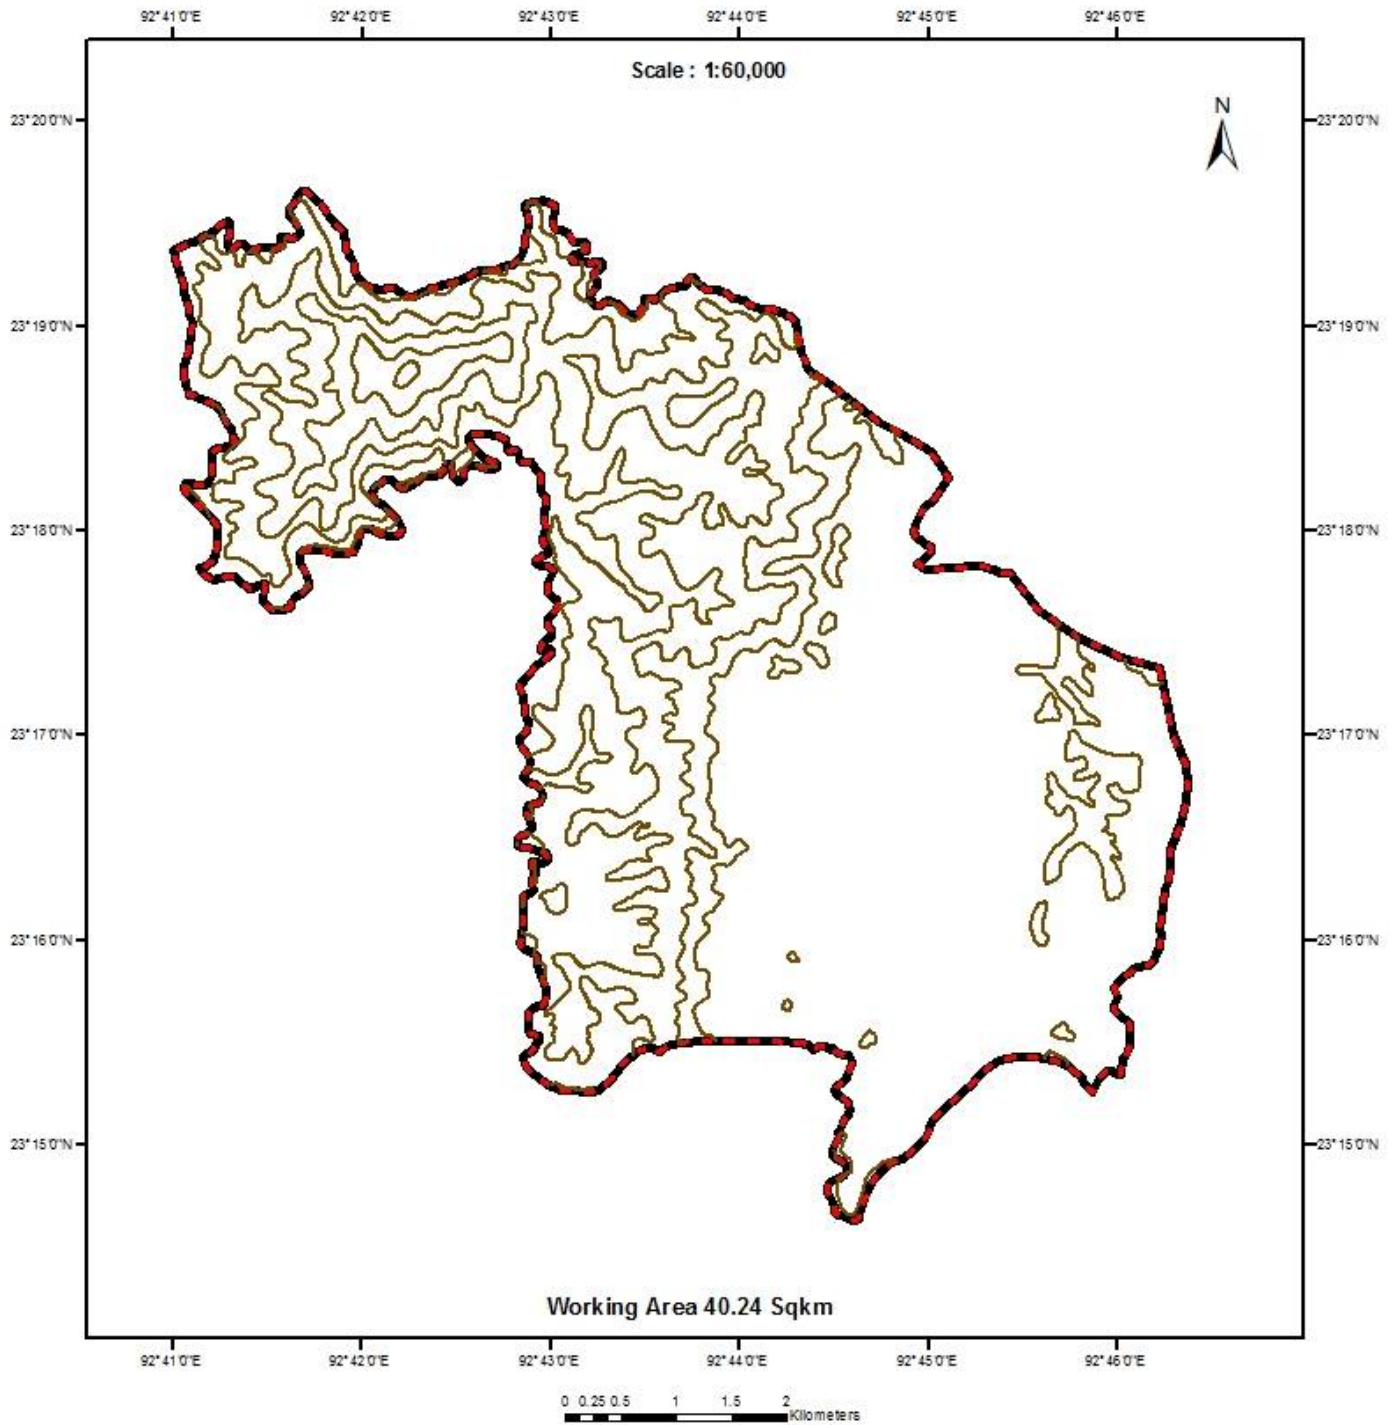 92°41'0"E 92°42'0"E 92°43'0"E 92°44'0"E 92°45'0"E 92°46'0"E
Scale : 1:60,000
N
23°20'0"N 23°20'0"N
23°19'0"N 23°19'0"N
23°18'0"N 23°18'0"N
23°17'0"N 23°17'0"N
23°16'0"N 23°16'0"N
23°15'0"N 23°15'0"N
Working Area 40.24 Sqkm
92°41'0"E 92°42'0"E 92°43'0"E 92°44'0"E 92°45'0"E 92°46'0"E
0 0.25 0.5 1 1.5 2
Kilometers